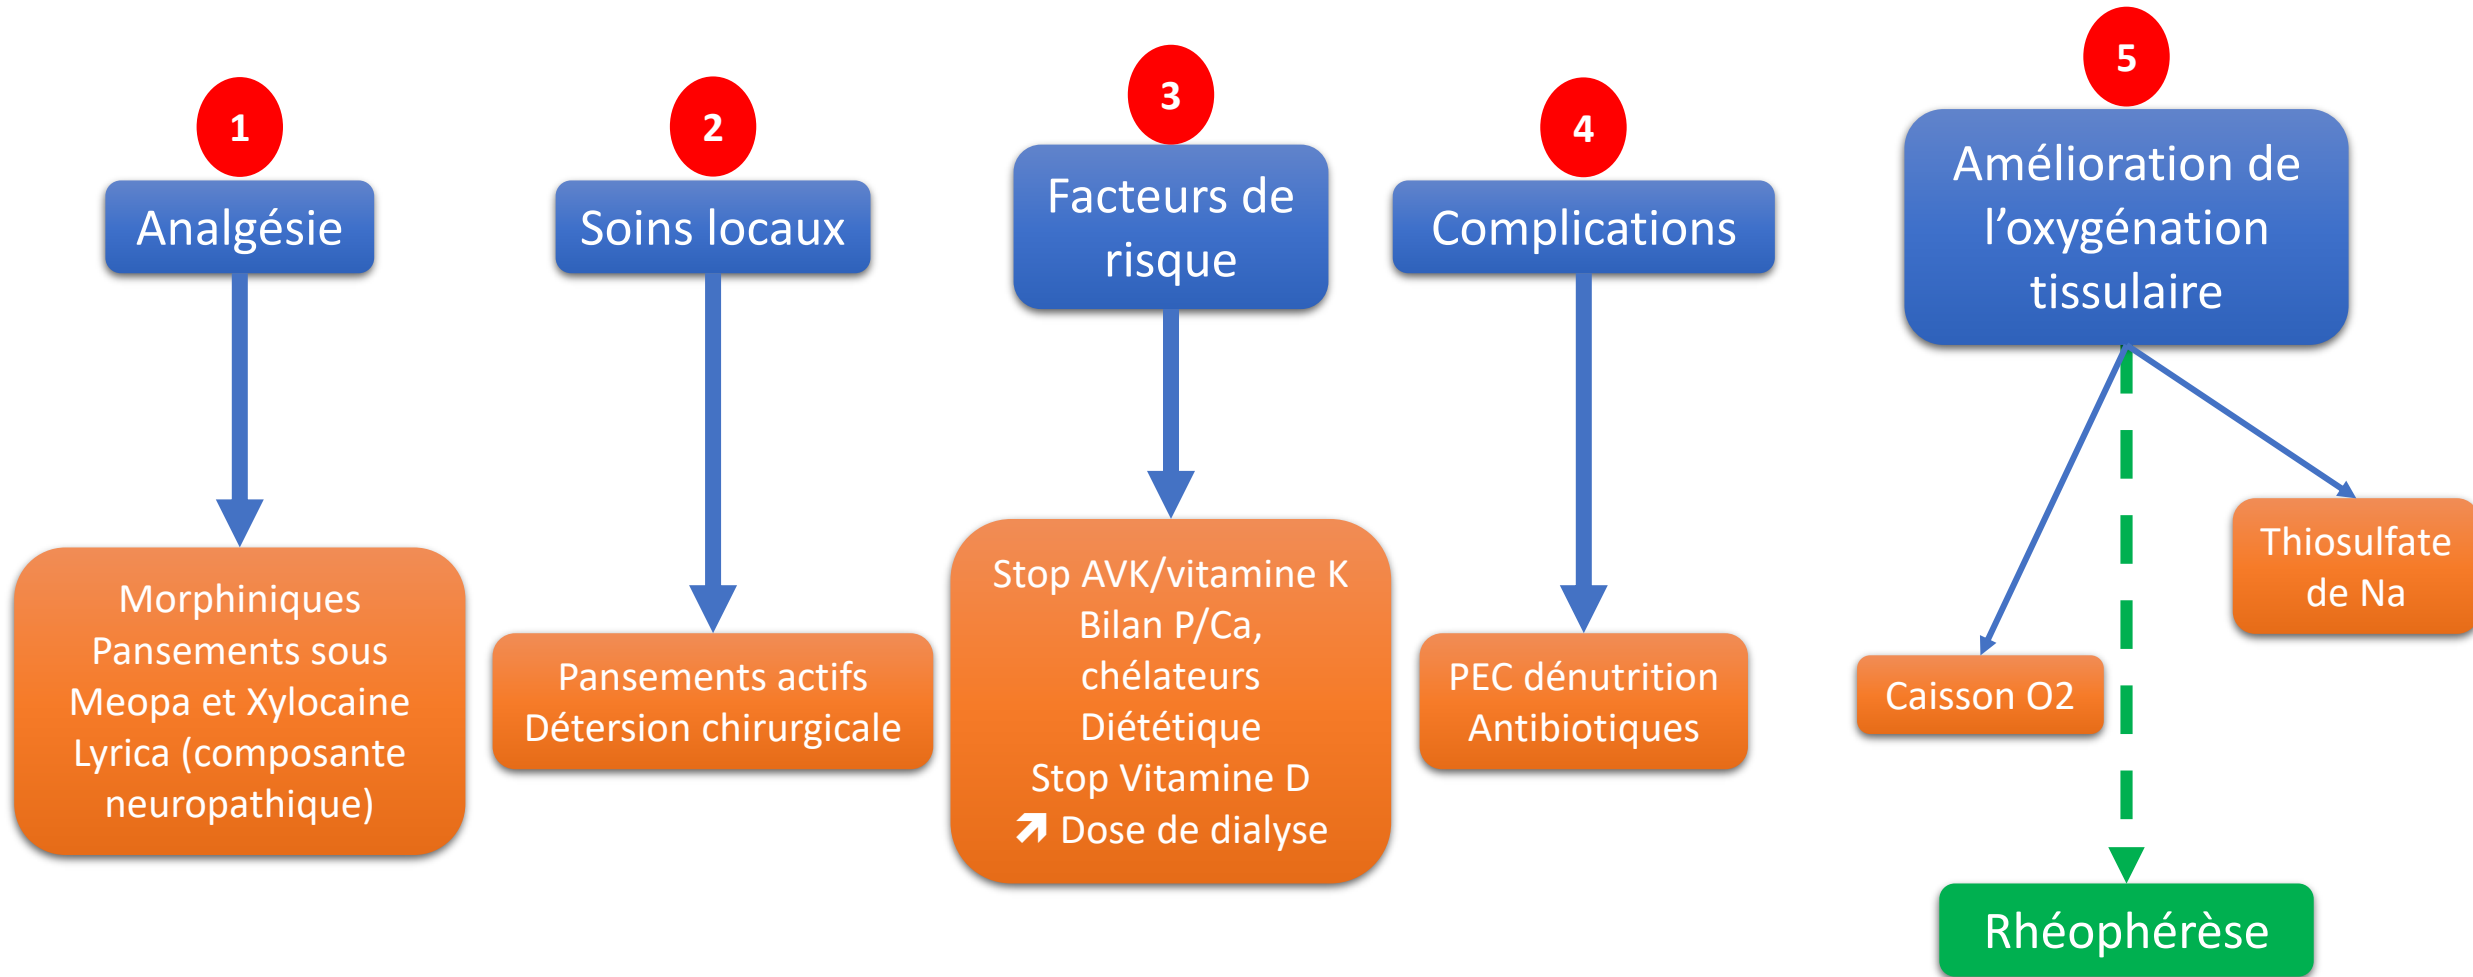 1
Analgésie
Morphiniques
Pansements sous
Meopa et Xylocaine
Lyrica (composante
neuropathique)
2
Soins locaux
Pansements actifs
Détersion chirurgicale
3
Facteurs de
risque
Stop AVK/vitamine K
Bilan P/Ca,
chélateurs
Diététique
Stop Vitamine D
↗ Dose de dialyse
4
Complications
PEC dénutrition
Antibiotiques
5
Amélioration de
l’oxygénation
tissulaire
Caisson O2
Thiosulfate
de Na
Rhéophérèse